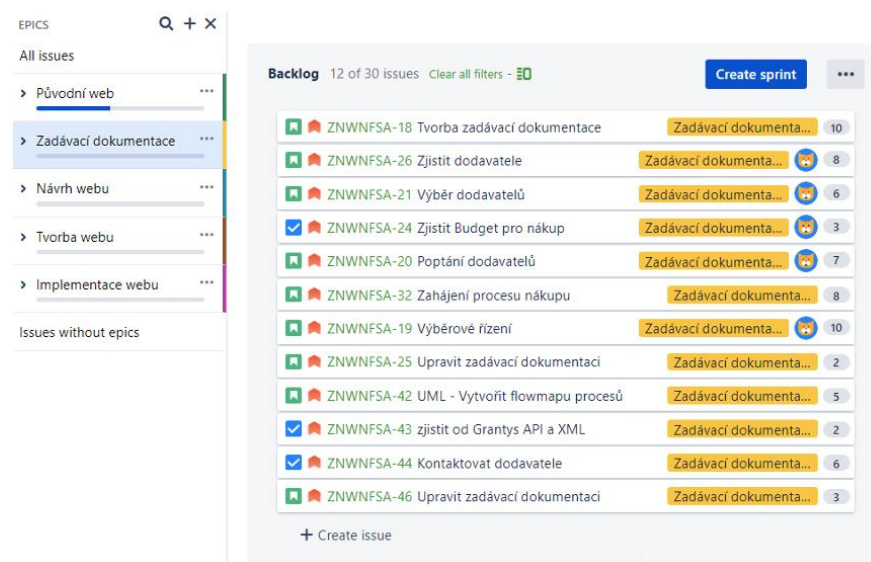 EPICS
All issues
Původní web
Zadávací dokumentace
Návrh webu
Tvorba webu
Implementace webu
Issues without epics
Backlog 12 of 30 issues Clear all filters -
Create sprint
ZNWNFSA-18 Tvorba zadávací dokumentace Zadávací dokumenta... 10
ZNWNFSA-26 Zjistit dodavatele Zadávací dokumenta... 8
ZNWNFSA-21 Výběr dodavatelů Zadávací dokumenta... 6
ZNWNFSA-24 Zjistit Budget pro nákup Zadávací dokumenta... 3
ZNWNFSA-20 Poptání dodavatelů Zadávací dokumenta... 7
ZNWNFSA-32 Zahájení procesu nákupu Zadávací dokumenta... 8
ZNWNFSA-19 Výběrové řízení Zadávací dokumenta... 10
ZNWNFSA-25 Upravit zadávací dokumentaci Zadávací dokumenta... 2
ZNWNFSA-42 UML - Vytvořit flowmapu procesů Zadávací dokumenta... 5
ZNWNFSA-43 zjistit od Grantys API a XML Zadávací dokumenta... 2
ZNWNFSA-44 Kontaktovat dodavatele Zadávací dokumenta... 6
ZNWNFSA-46 Upravit zadávací dokumentaci Zadávací dokumenta... 3
+ Create issue